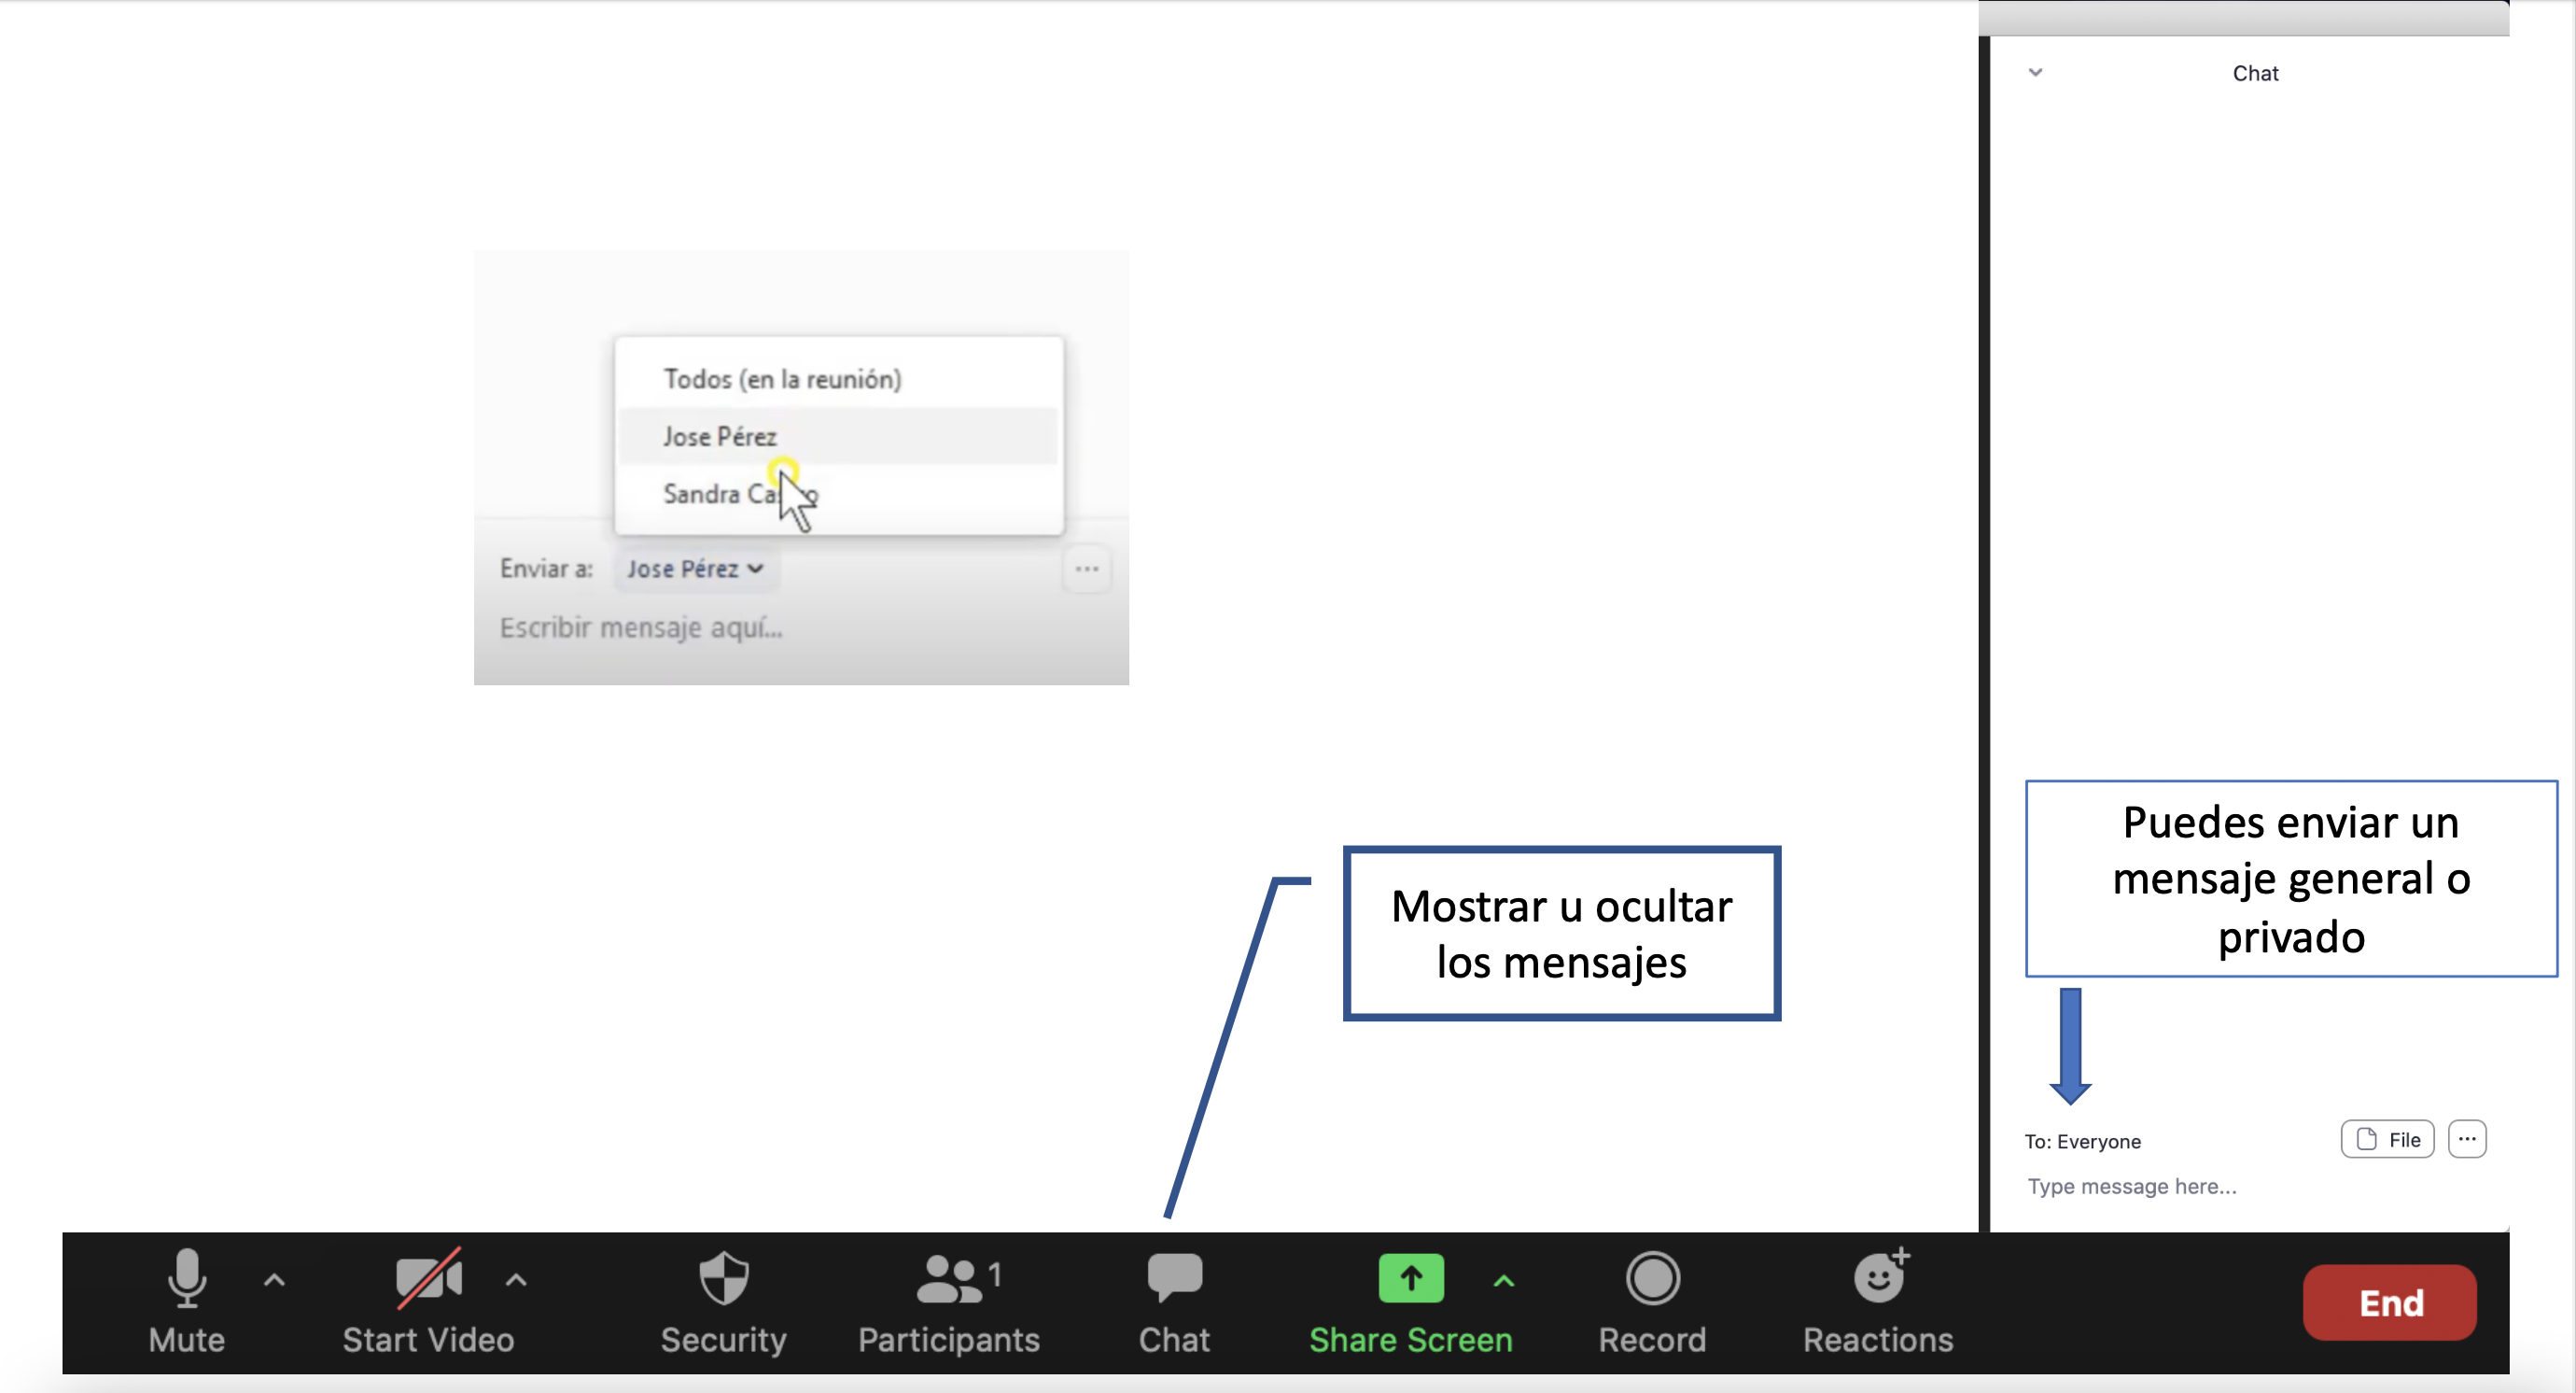 Chat
Todos (en la reunión)
Jose Pérez
Sandra
Enviar a: Jose Pérez
Escribir mensaje aquí...
Mostrar u ocultar
los mensajes
Puedes enviar un
mensaje general o
privado
To: Everyone
File
Type message here...
1
Mute
Start Video
Security
Participants
Chat
Share Screen
Record
Reactions
End